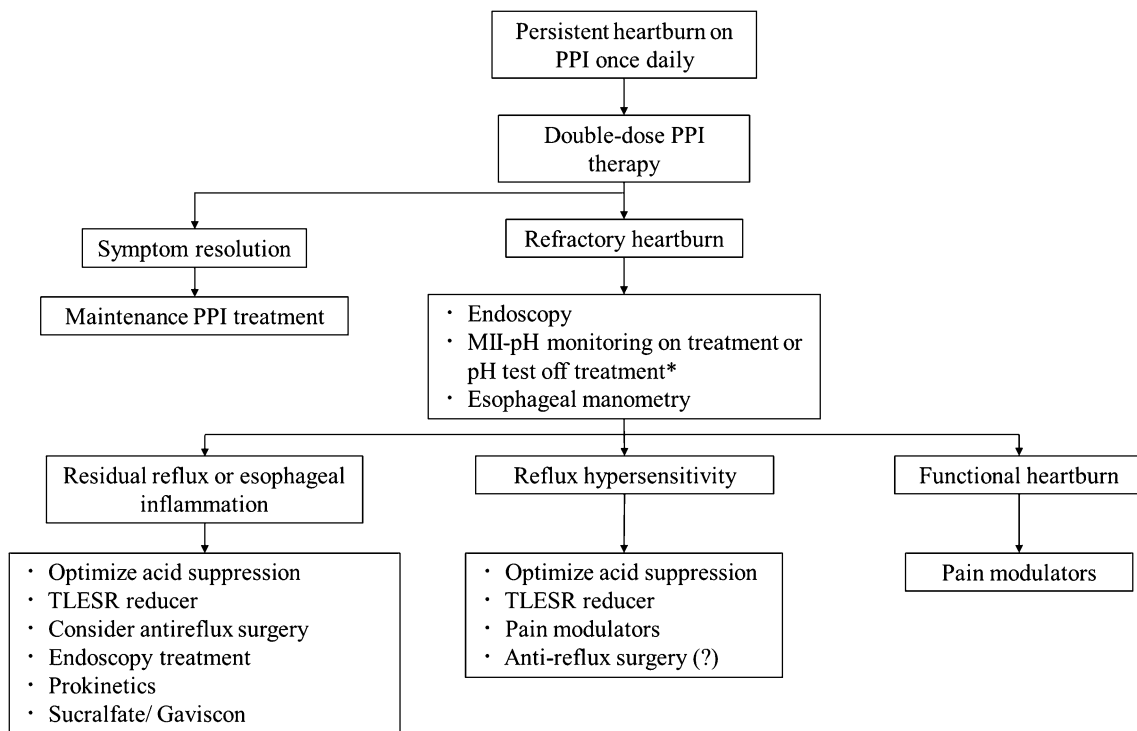 Persistent heartburn on
PPI once daily
Double-dose PPI
therapy
Symptom resolution
Refractory heartburn
Maintenance PPI treatment
・ Endoscopy
・ MII-pH monitoring on treatment or
pH test off treatment*
・ Esophageal manometry
Residual reflux or esophageal
inflammation
Reflux hypersensitivity
Functional heartburn
・ Optimize acid suppression
・ TLESR reducer
・ Consider antireflux surgery
・ Endoscopy treatment
・ Prokinetics
・ Sucralfate/ Gaviscon
・ Optimize acid suppression
・ TLESR reducer
・ Pain modulators
・ Anti-reflux surgery (?)
Pain modulators